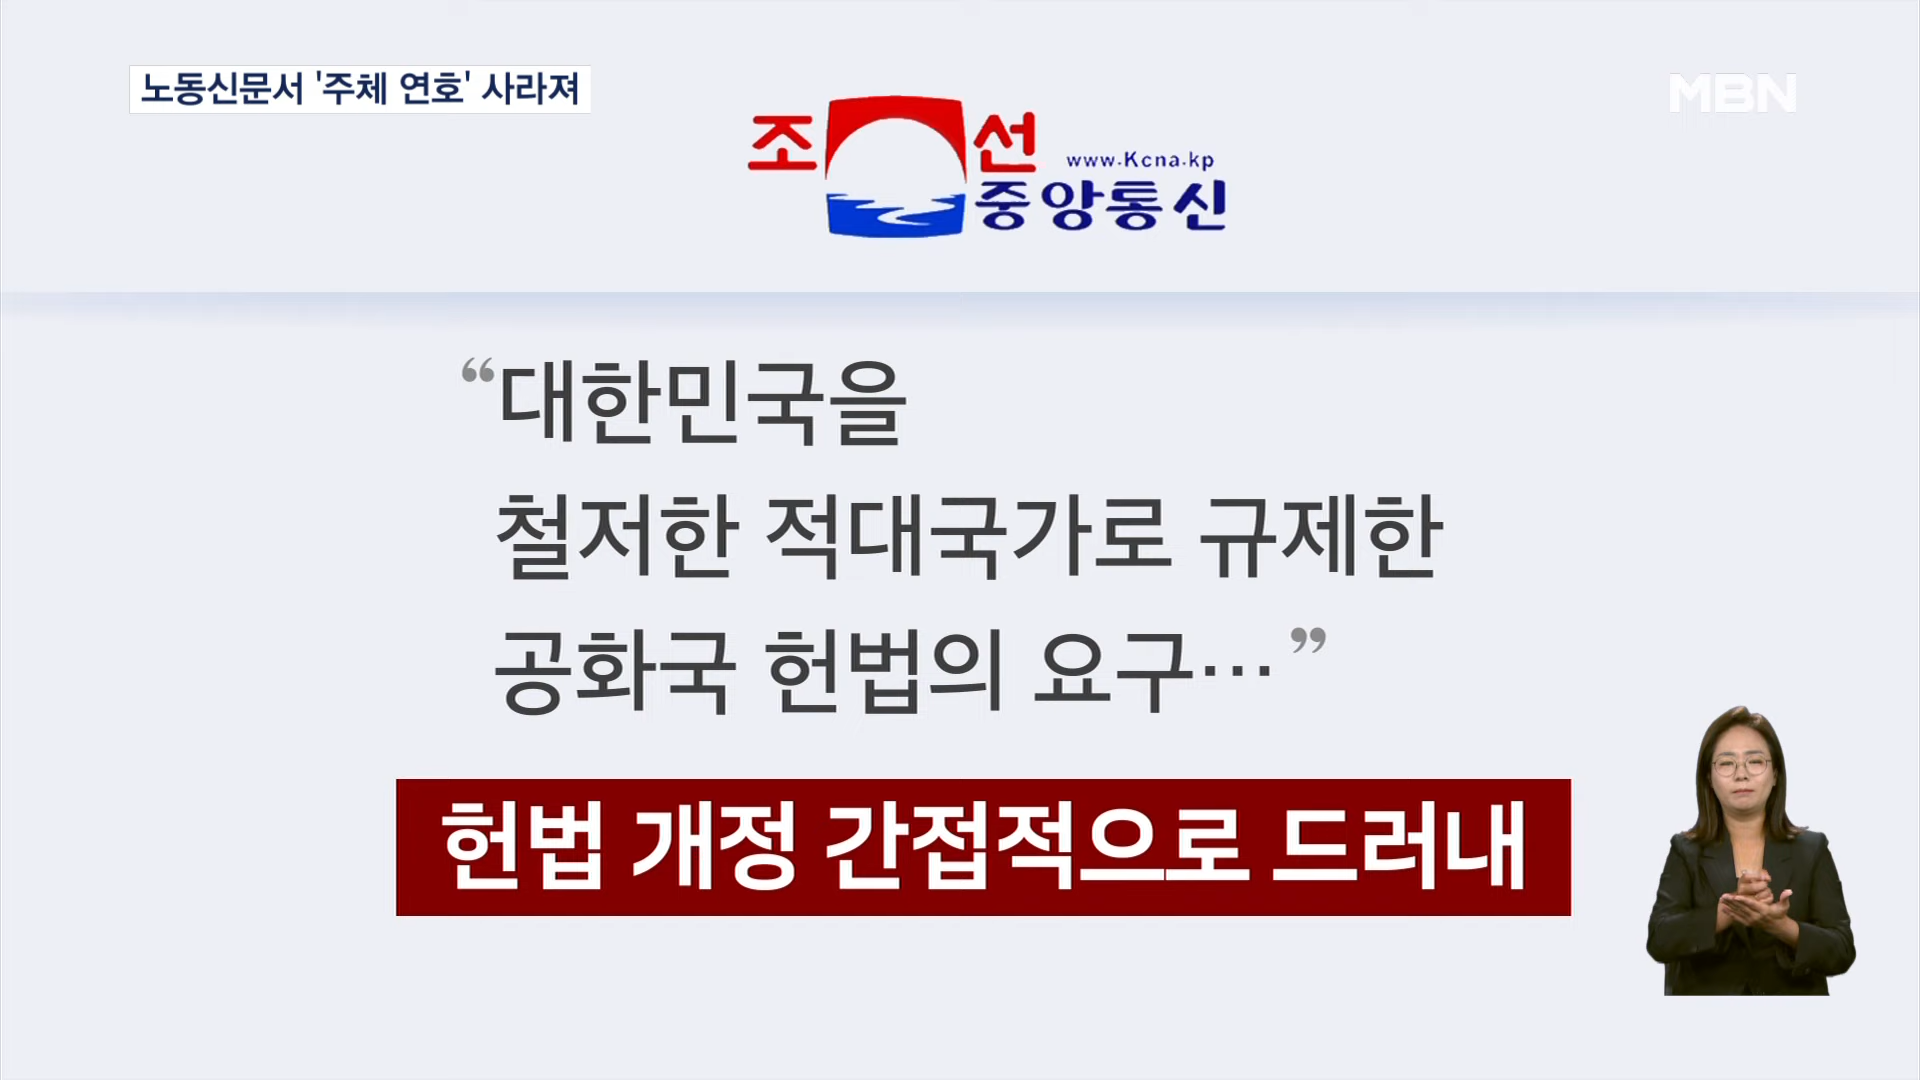 노동신문서 '주체 연호' 사라져
MBN
조선
www.Kcna.kp
중앙통신
“대한민국을
철저한 적대국가로 규제한
공화국 헌법의 요구…”
헌법 개정 간접적으로 드러내